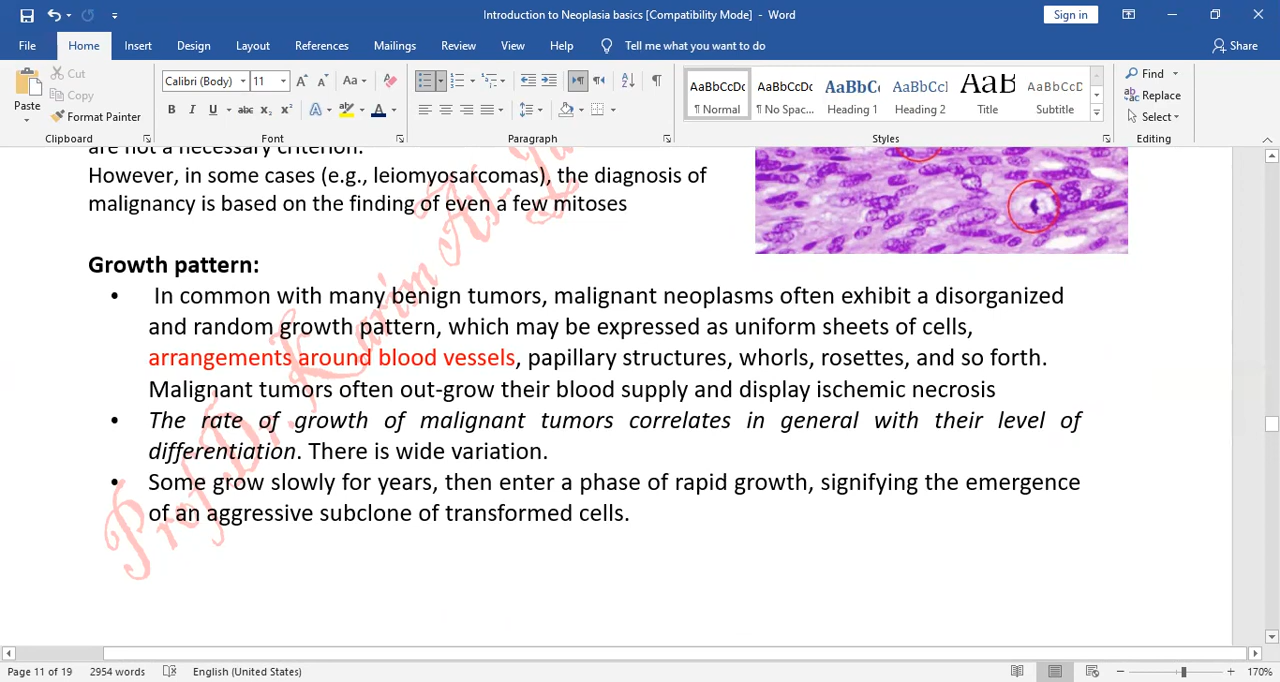 Introduction to Neoplasia basics [Compatibility Mode] - Word
Sign in
File Home Insert Design Layout References Mailings Review View Help Tell me what you want to do Share
Paste
Cut
Copy
Format Painter
Calibri (Body) 11
AaBbCcDc AaBbCcDc AaBbCc AaBbCcl AaB AaBbCcD
¶ Normal ¶ No Spac... Heading 1 Heading 2 Title Subtitle
Find
Replace
Select
Clipboard Font Paragraph Styles Editing
are not a necessary criterion.
However, in some cases (e.g., leiomyosarcomas), the diagnosis of
malignancy is based on the finding of even a few mitoses
Growth pattern:
• In common with many benign tumors, malignant neoplasms often exhibit a disorganized
and random growth pattern, which may be expressed as uniform sheets of cells,
arrangements around blood vessels, papillary structures, whorls, rosettes, and so forth.
Malignant tumors often out-grow their blood supply and display ischemic necrosis
• The rate of growth of malignant tumors correlates in general with their level of
differentiation. There is wide variation.
• Some grow slowly for years, then enter a phase of rapid growth, signifying the emergence
of an aggressive subclone of transformed cells.
Prof.Dr. Karim Al-
Page 11 of 19 2954 words English (United States) 170%